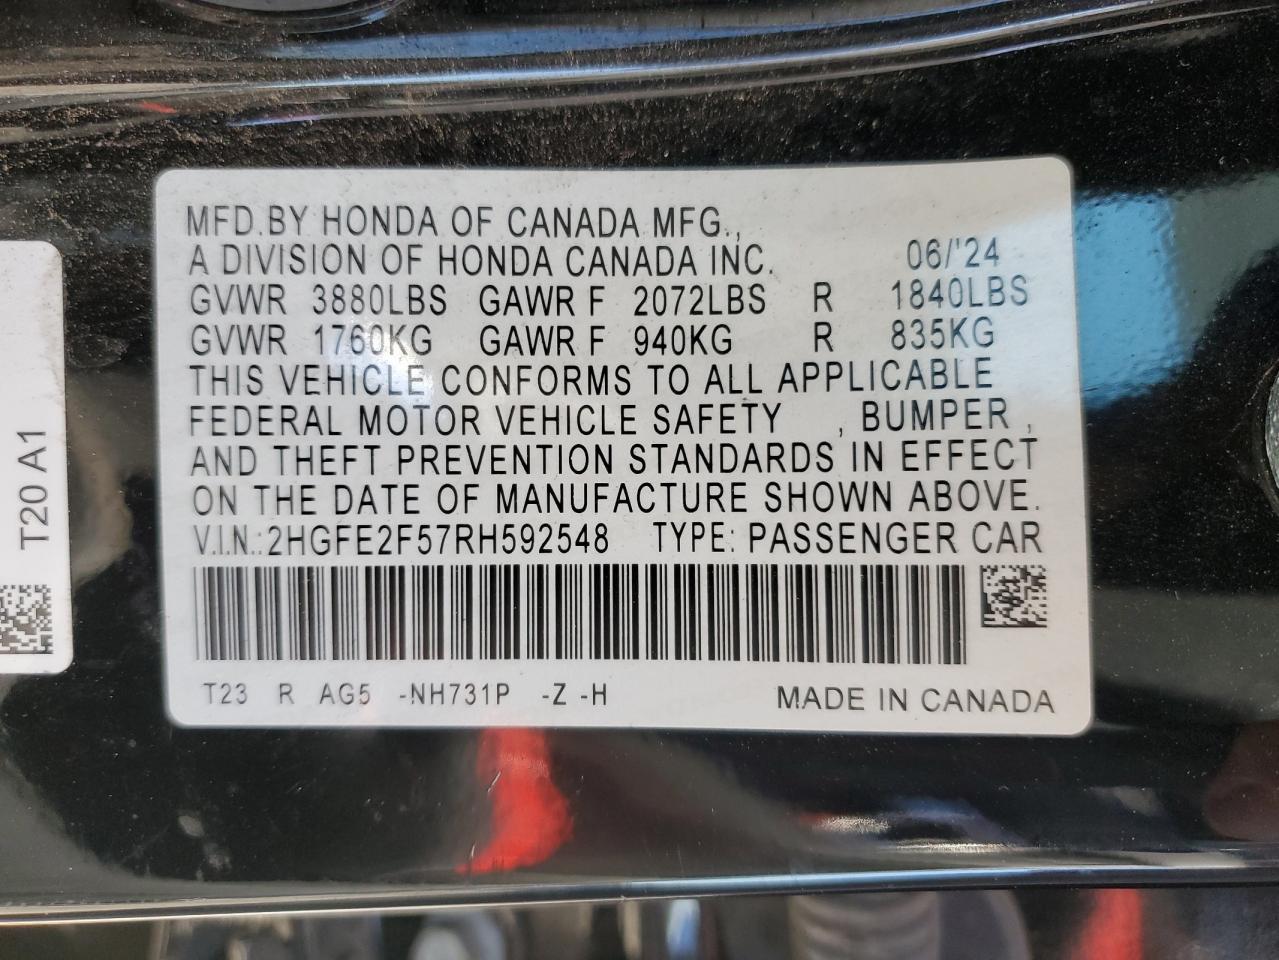 MFD.BY HONDA OF CANADA MFG.,
A DIVISION OF HONDA CANADA INC. 06/'24
GVWR 3880LBS GAWR F 2072LBS R 1840LBS
GVWR 1760KG GAWR F 940KG R 835KG
THIS VEHICLE CONFORMS TO ALL APPLICABLE
FEDERAL MOTOR VEHICLE SAFETY , BUMPER ,
AND THEFT PREVENTION STANDARDS IN EFFECT
ON THE DATE OF MANUFACTURE SHOWN ABOVE.
V.I.N.:2HGFE2F57RH592548 TYPE: PASSENGER CAR
T23 R AG5 -NH731P -Z -H MADE IN CANADA
T20 A1